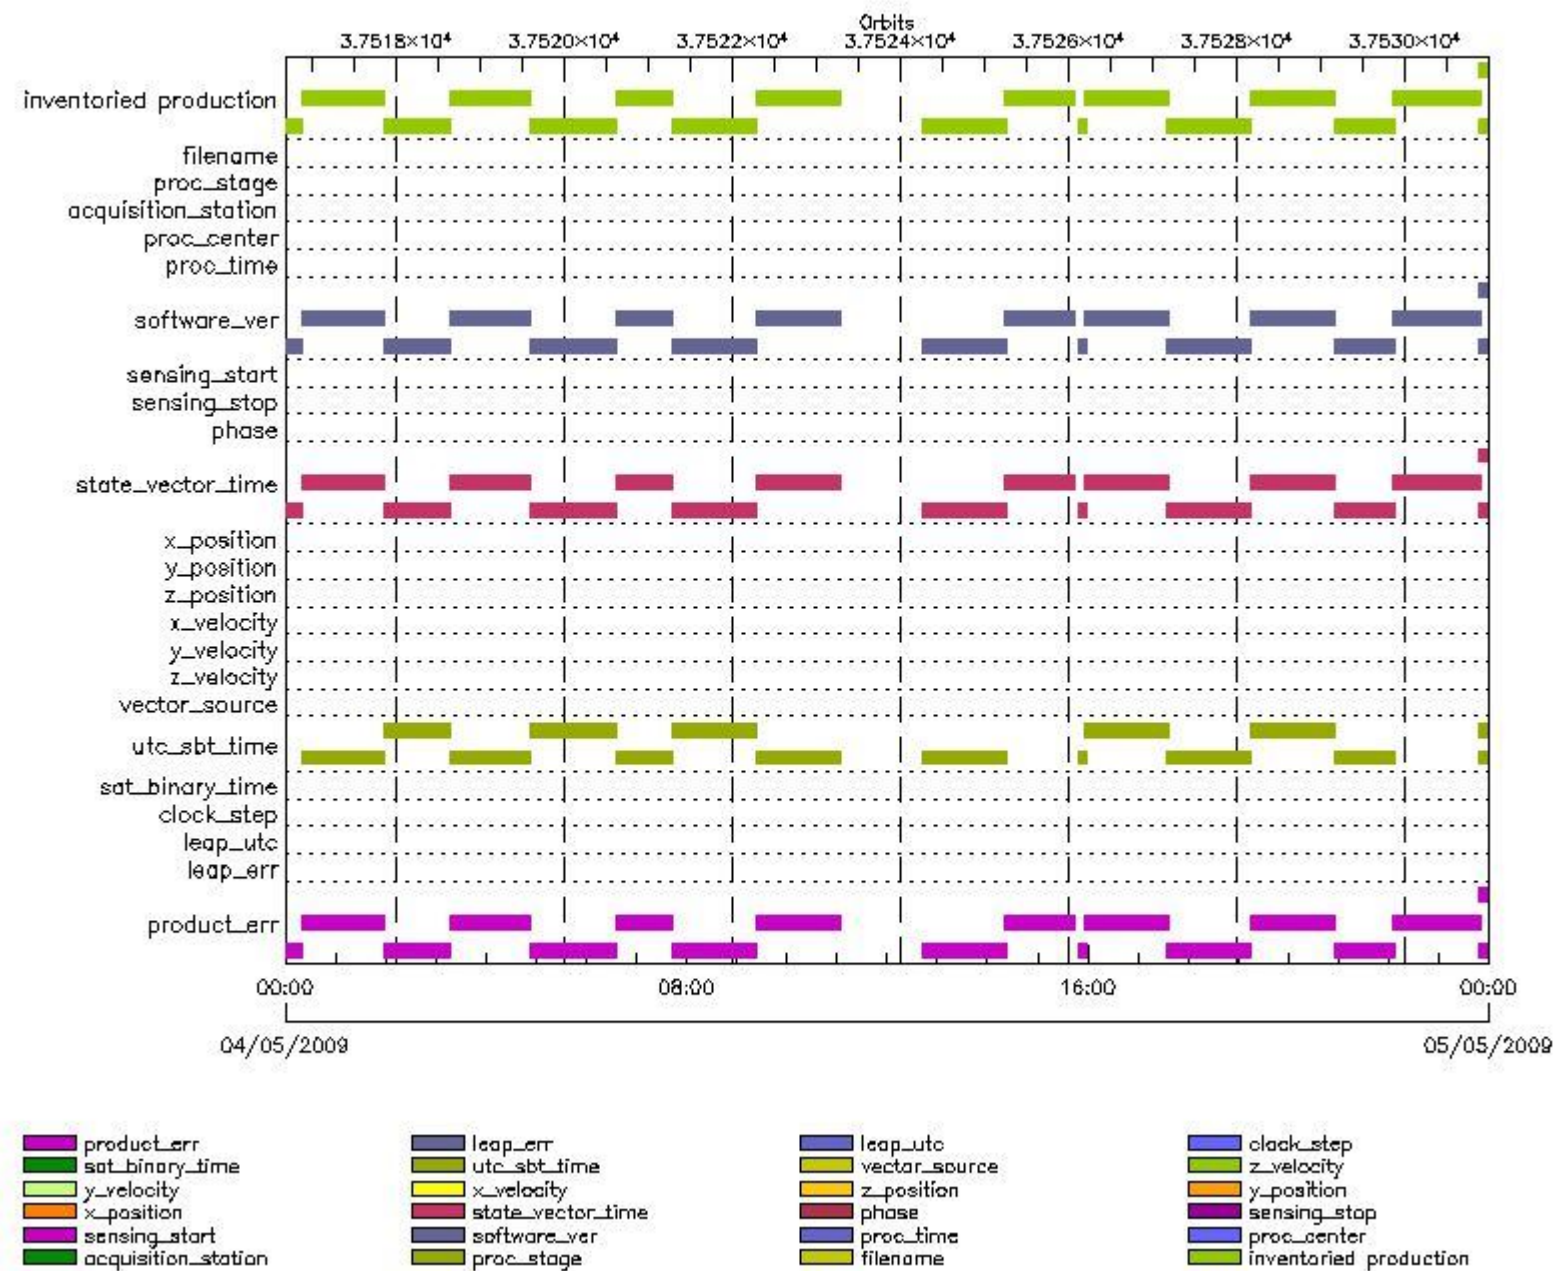 Orbits
3.7518×10⁴ 3.7520×10⁴ 3.7522×10⁴ 3.7524×10⁴ 3.7526×10⁴ 3.7528×10⁴ 3.7530×10⁴
inventoried production
filename
proc_stage
acquisition_station
proc_center
proc_time
software_ver
sensing_start
sensing_stop
phase
state_vector_time
x_position
y_position
z_position
x_velocity
y_velocity
z_velocity
vector_source
utc_sbt_time
sat_binary_time
clock_step
leap_utc
leap_err
product_err
00:00 08:00 16:00 00:00
04/05/2009 05/05/2009
product_err leap_err leap_utc clock_step
sat_binary_time utc_sbt_time vector_source z_velocity
y_velocity x_velocity z_position y_position
x_position state_vector_time phase sensing_stop
sensing_start software_ver proc_time proc_center
acquisition_station proc_stage filename inventoried production